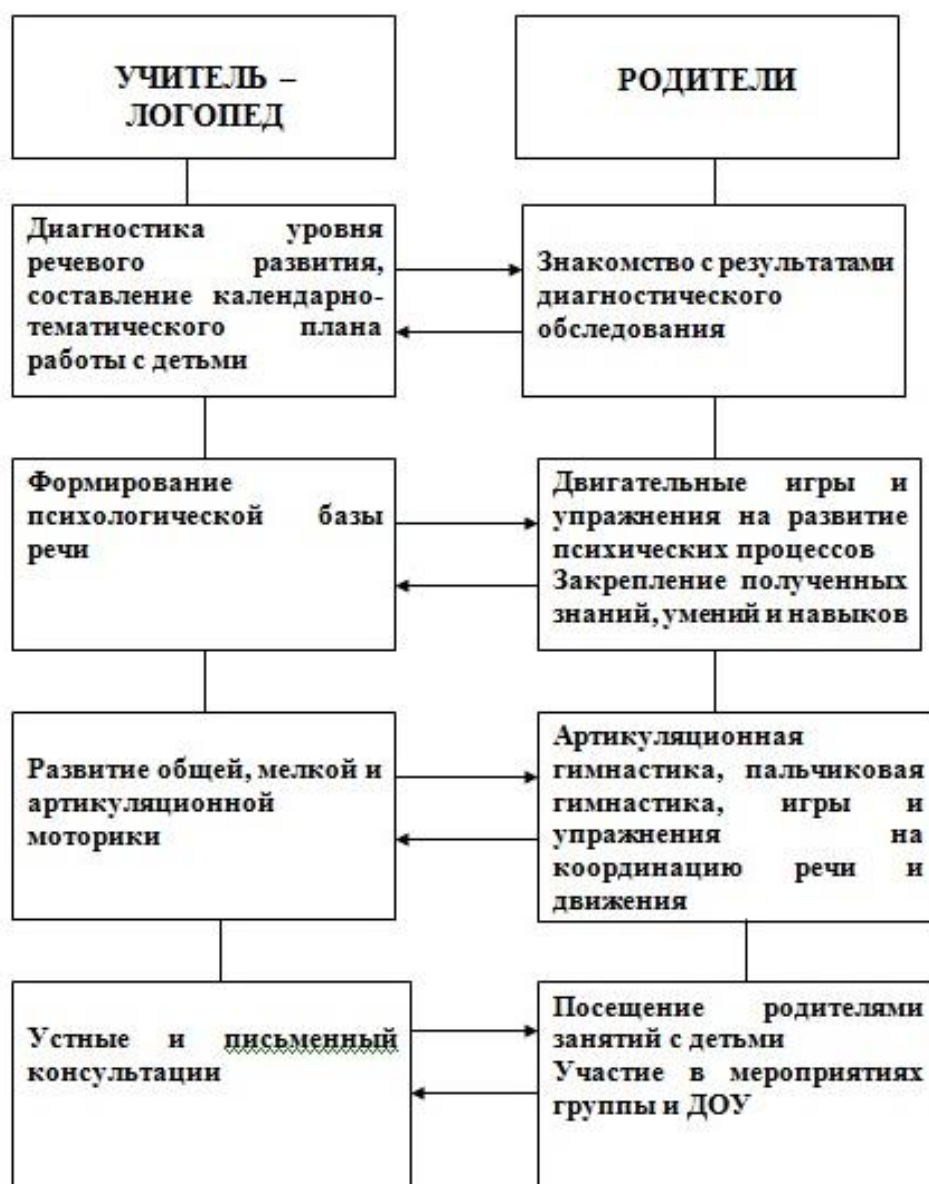 УЧИТЕЛЬ –
ЛОГОПЕД
РОДИТЕЛИ
Диагностика уровня
речевого развития,
составление календарно-
тематического плана
работы с детьми
Знакомство с результатами
диагностического
обследования
Формирование
психологической базы
речи
Двигательные игры и
упражнения на развитие
психических процессов
Закрепление полученных
знаний, умений и навыков
Развитие общей, мелкой и
артикуляционной
моторики
Артикуляционная
гимнастика, пальчиковая
гимнастика, игры и
упражнения на
координацию речи и
движения
Устные и письменный
консультации
Посещение родителями
занятий с детьми
Участие в мероприятиях
группы и ДОУ